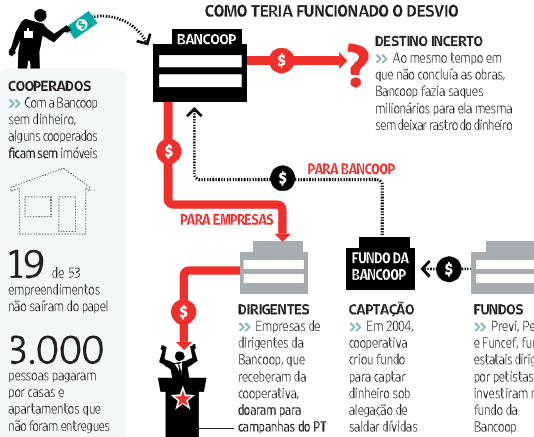 COMO TERIA FUNCIONADO O DESVIO
BANCOOP
DESTINO INCERTO
>> Ao mesmo tempo em
que não concluía as obras,
Bancoop fazia saques
milionários para ela mesma
sem deixar rastro do dinheiro
COOPERADOS
>> Com a Bancoop
sem dinheiro,
alguns cooperados
ficam sem imóveis
19 de 53
empreendimentos
não saíram do papel
3.000
pessoas pagaram
por casas e
apartamentos que
não foram entregues
$
$
?
$
PARA BANCOOP
$
PARA EMPRESAS
FUNDO DA
BANCOOP
$
$
DIRIGENTES
>> Empresas de
dirigentes da
Bancoop, que
receberam da
cooperativa,
doaram para
campanhas do PT
CAPTAÇÃO
>> Em 2004,
cooperativa
criou fundo
para captar
dinheiro sob
alegação de
saldar dívidas
FUNDOS
>> Previ,
e Funcef,
estatais
por petistas
investiram
fundo da
Bancoop